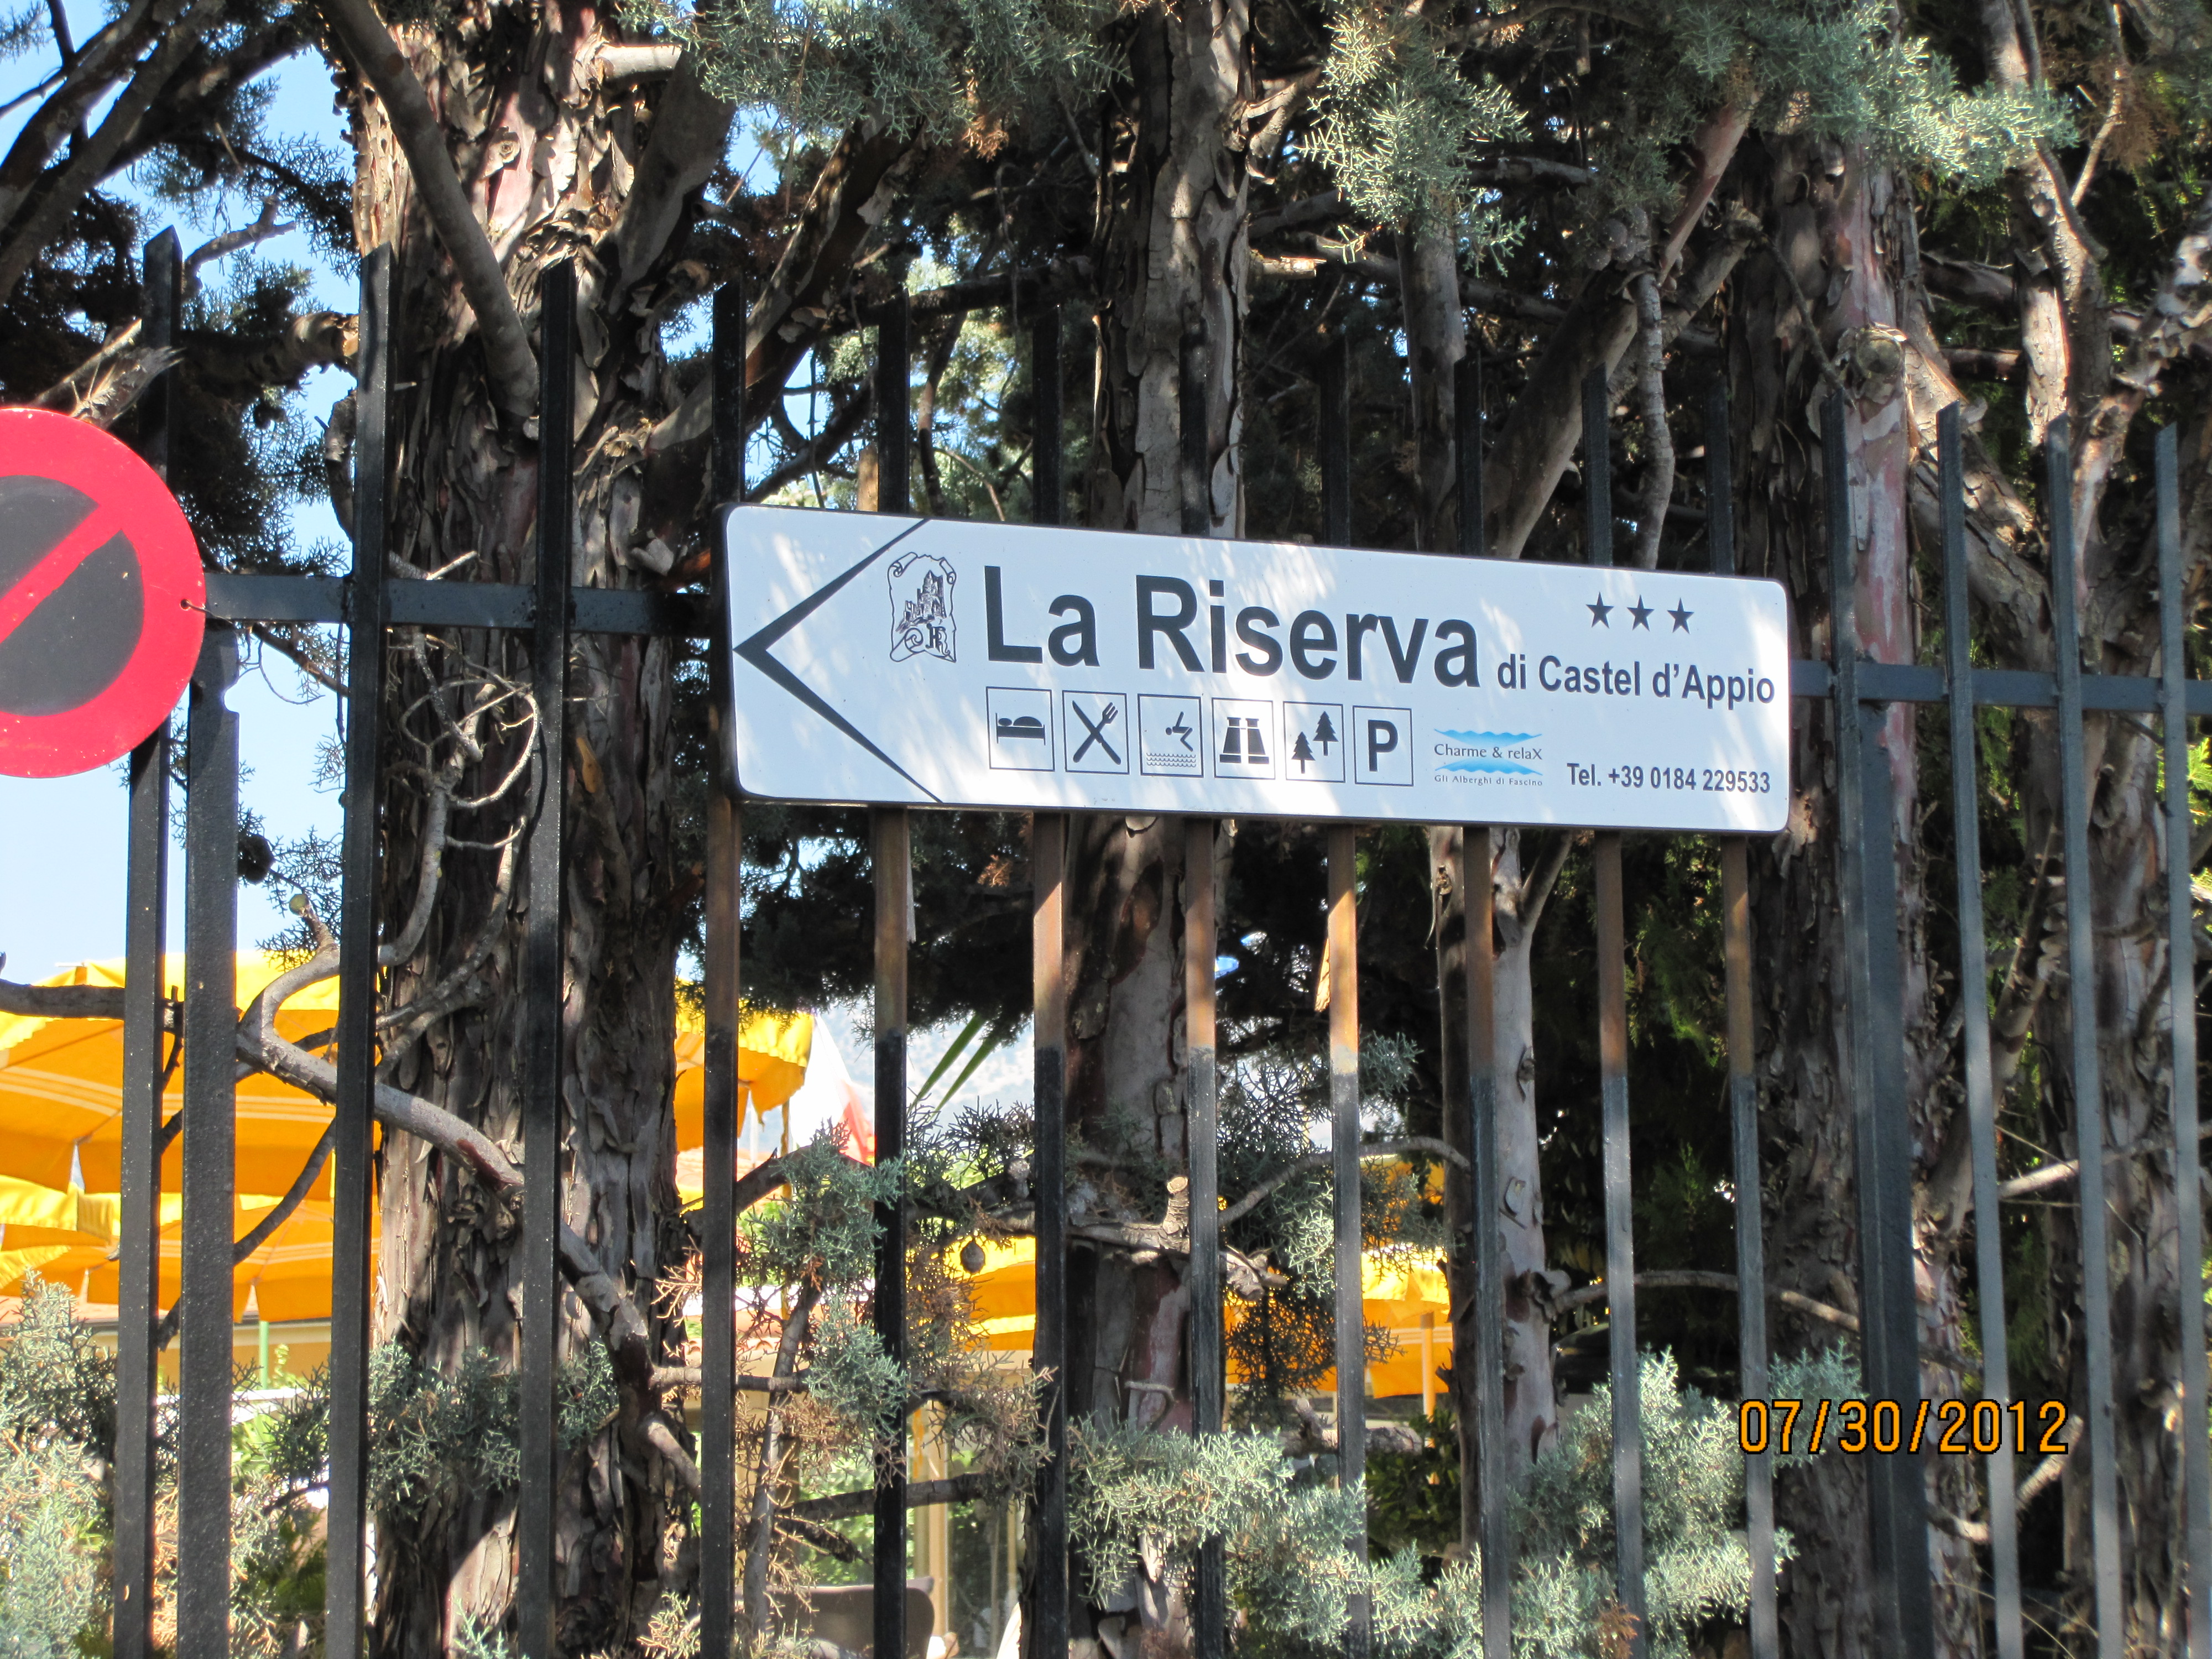 La Riserva
★★★
di Castel d'Appio
P
Charme & relaX
Gli Alberghi di Fascino
Tel. +39 0184 229533
07/30/2012